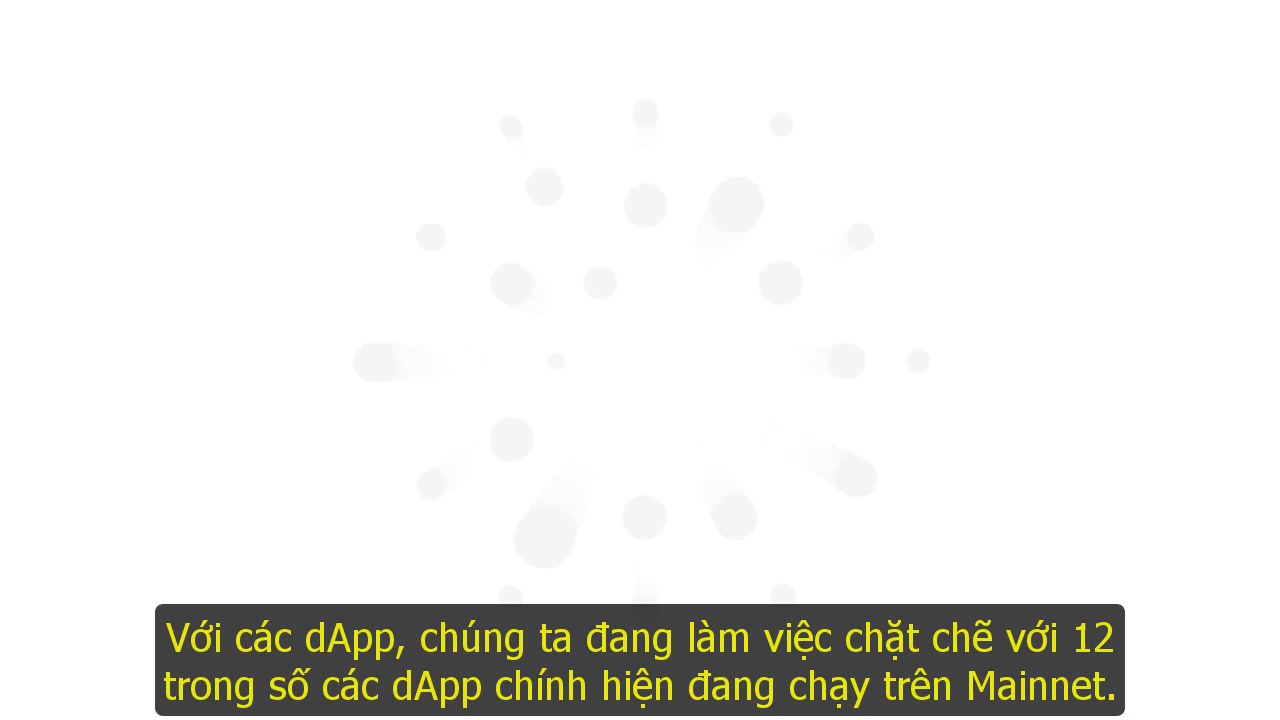 Với các dApp, chúng ta đang làm việc chặt chẽ với 12
trong số các dApp chính hiện đang chạy trên Mainnet.